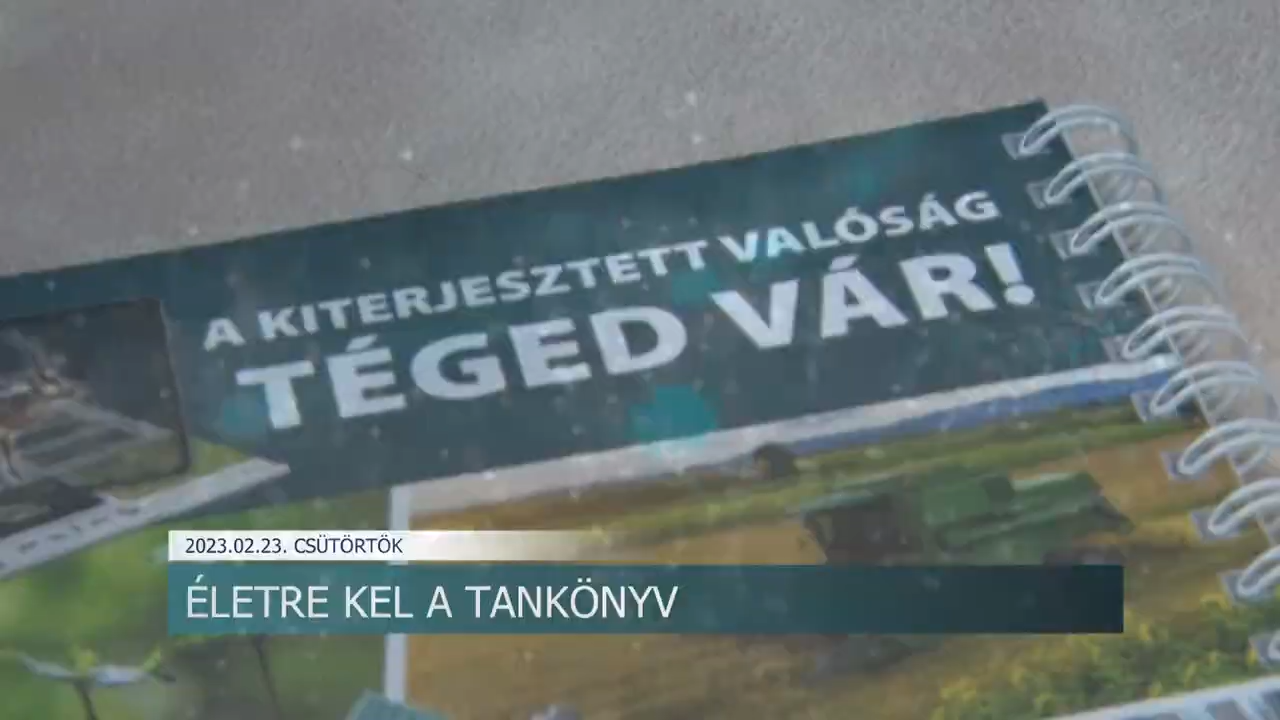 A KITERJESZTETT VALÓSÁG
TÉGED VÁR!
2023.02.23. CSÜTÖRTÖK
ÉLETRE KEL A TANKÖNYV